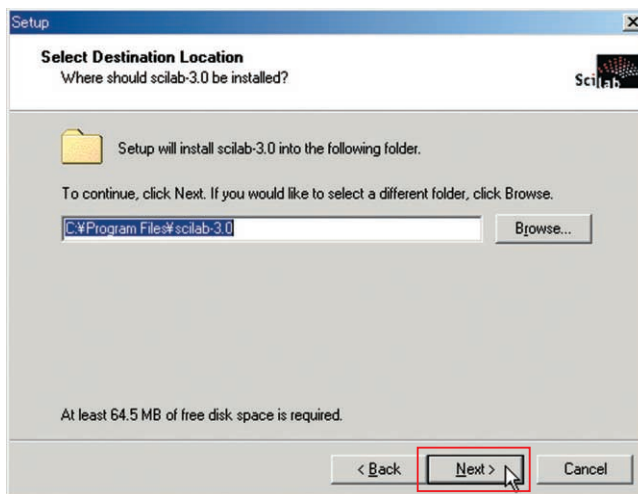 Setup
Select Destination Location
Where should scilab-3.0 be installed?
Scilab
Setup will install scilab-3.0 into the following folder.
To continue, click Next. If you would like to select a different folder, click Browse.
C:¥Program Files¥scilab-3.0
Browse...
At least 64.5 MB of free disk space is required.
< Back
Next >
Cancel